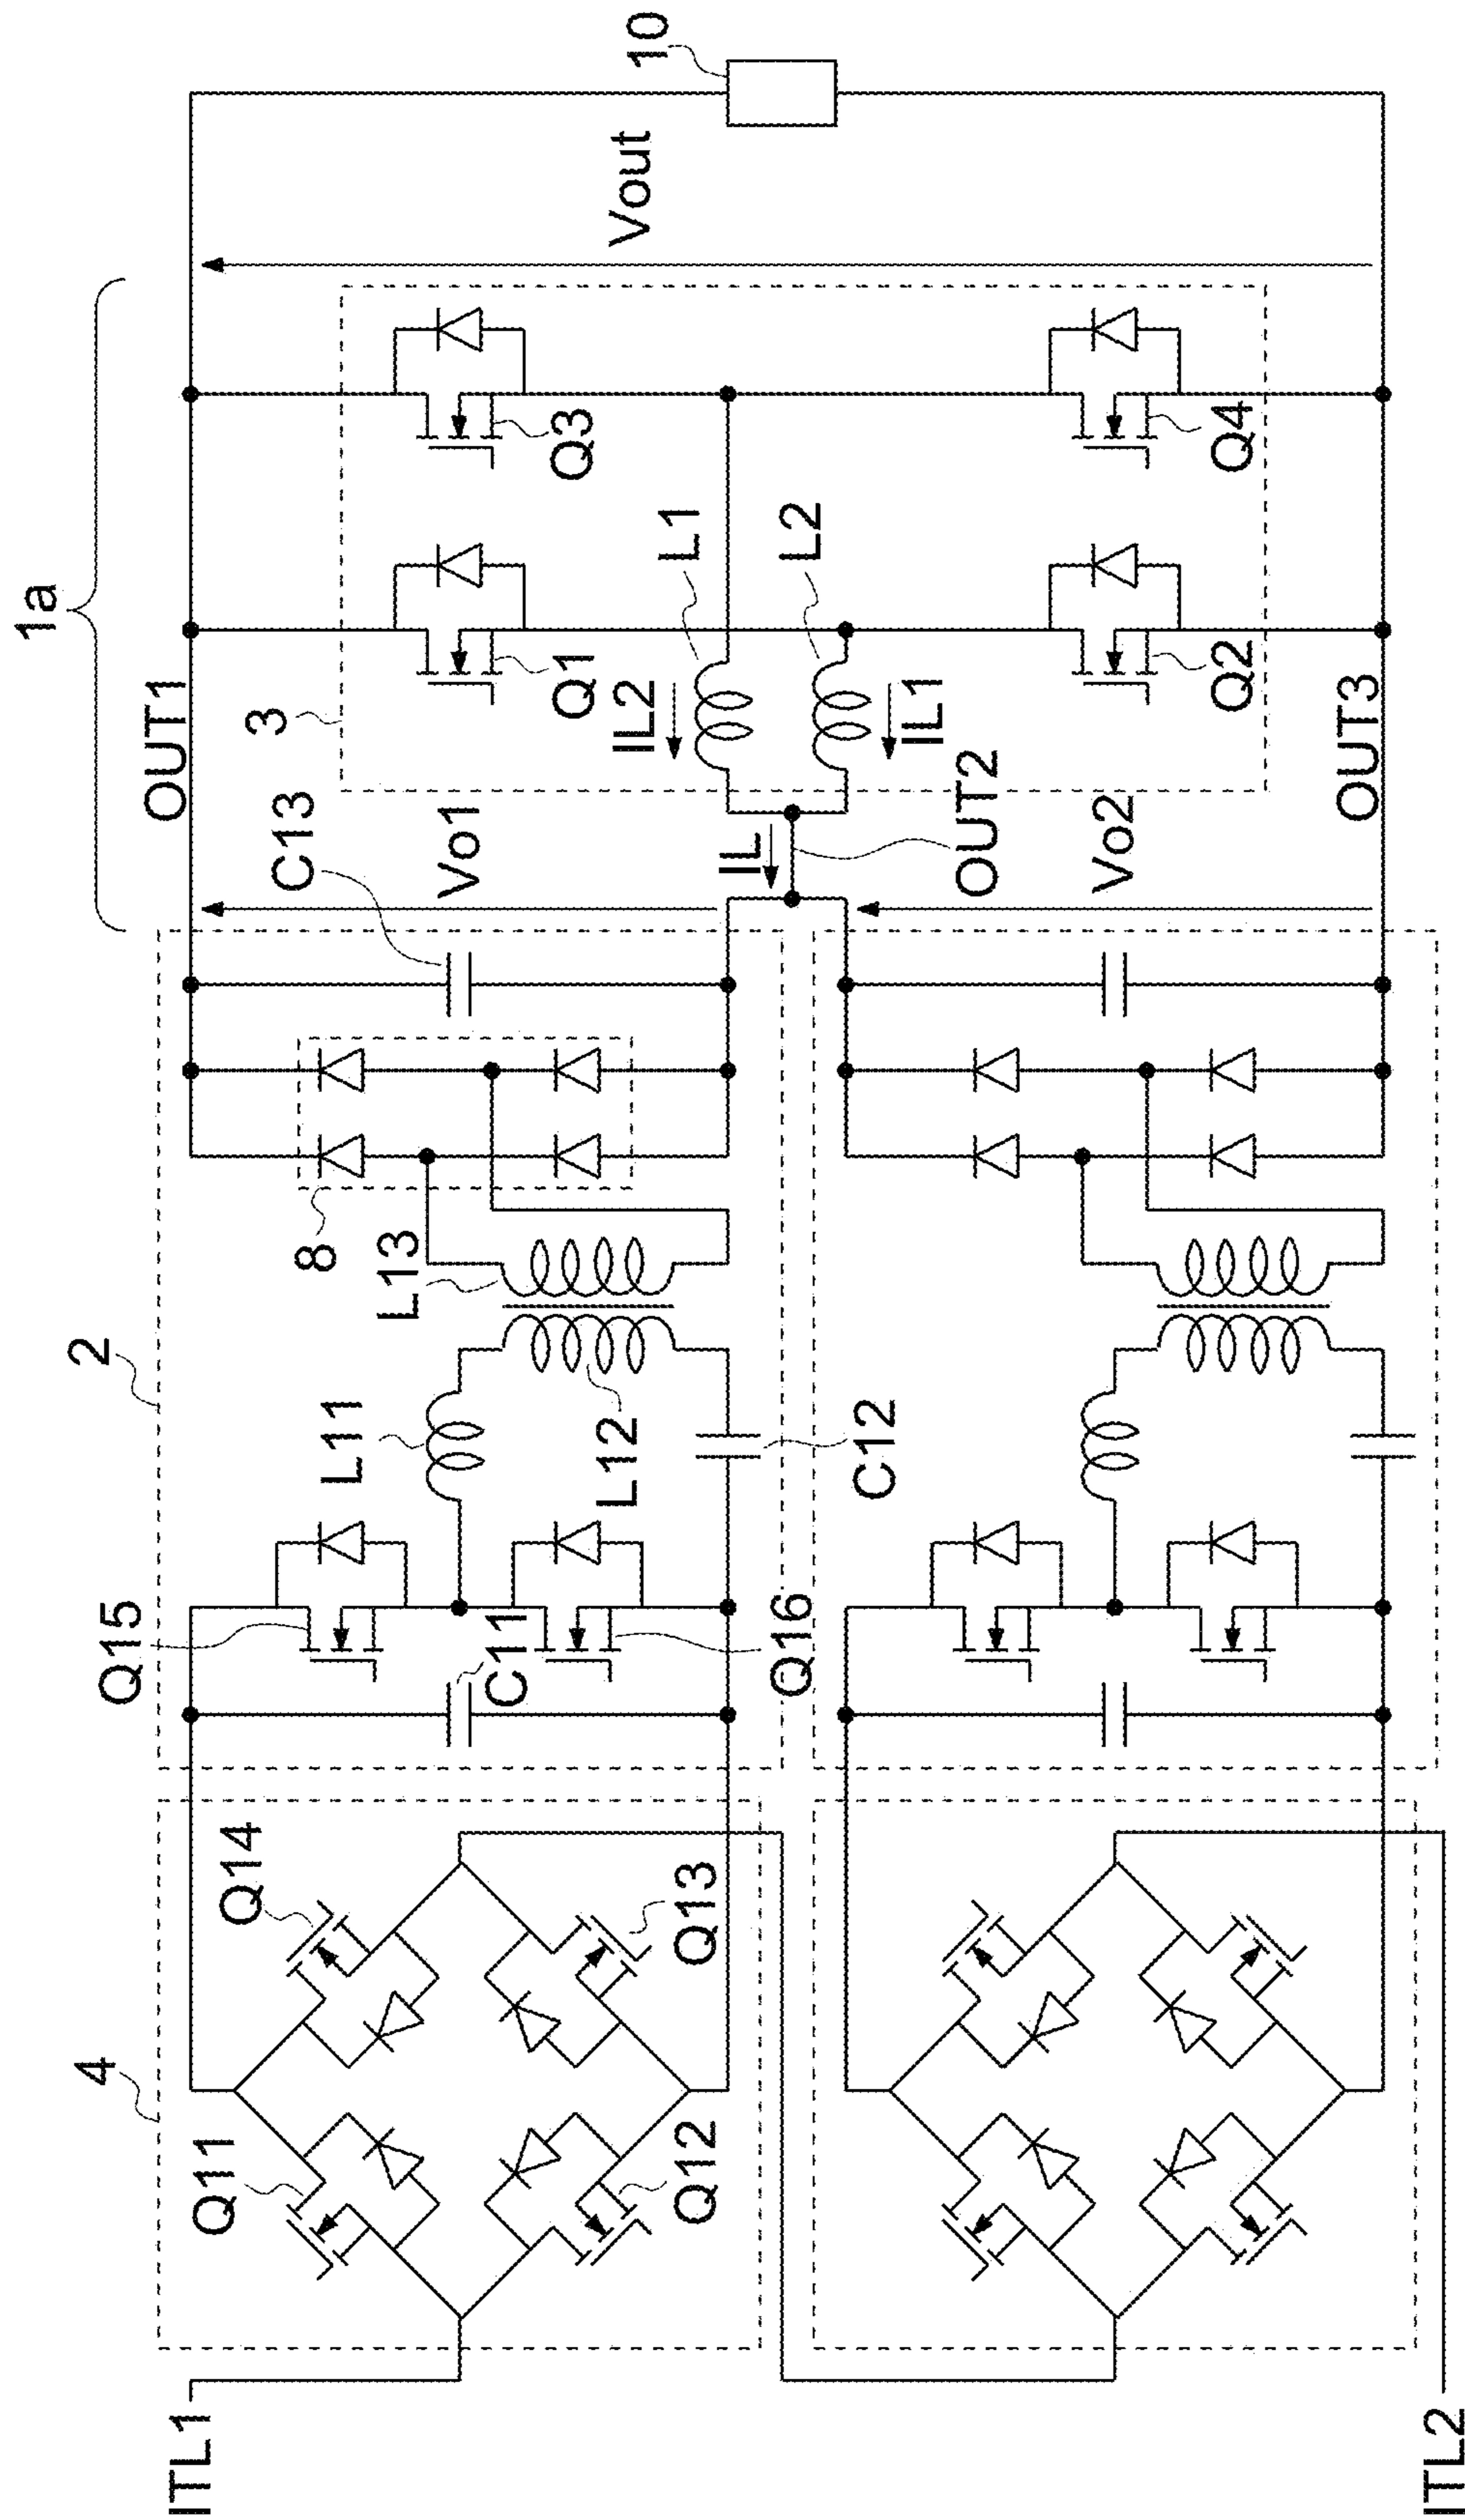 1a
10
OUT1
Vout
3
Q1
Q3
C13
Vo1
IL2
L1
L2
IL
IL1
OUT2
Vo2
Q2
Q4
OUT3
2
8
L13
L11
L12
C12
Q15
C11
Q16
4
Q14
Q13
Q11
Q12
ITL1
ITL2